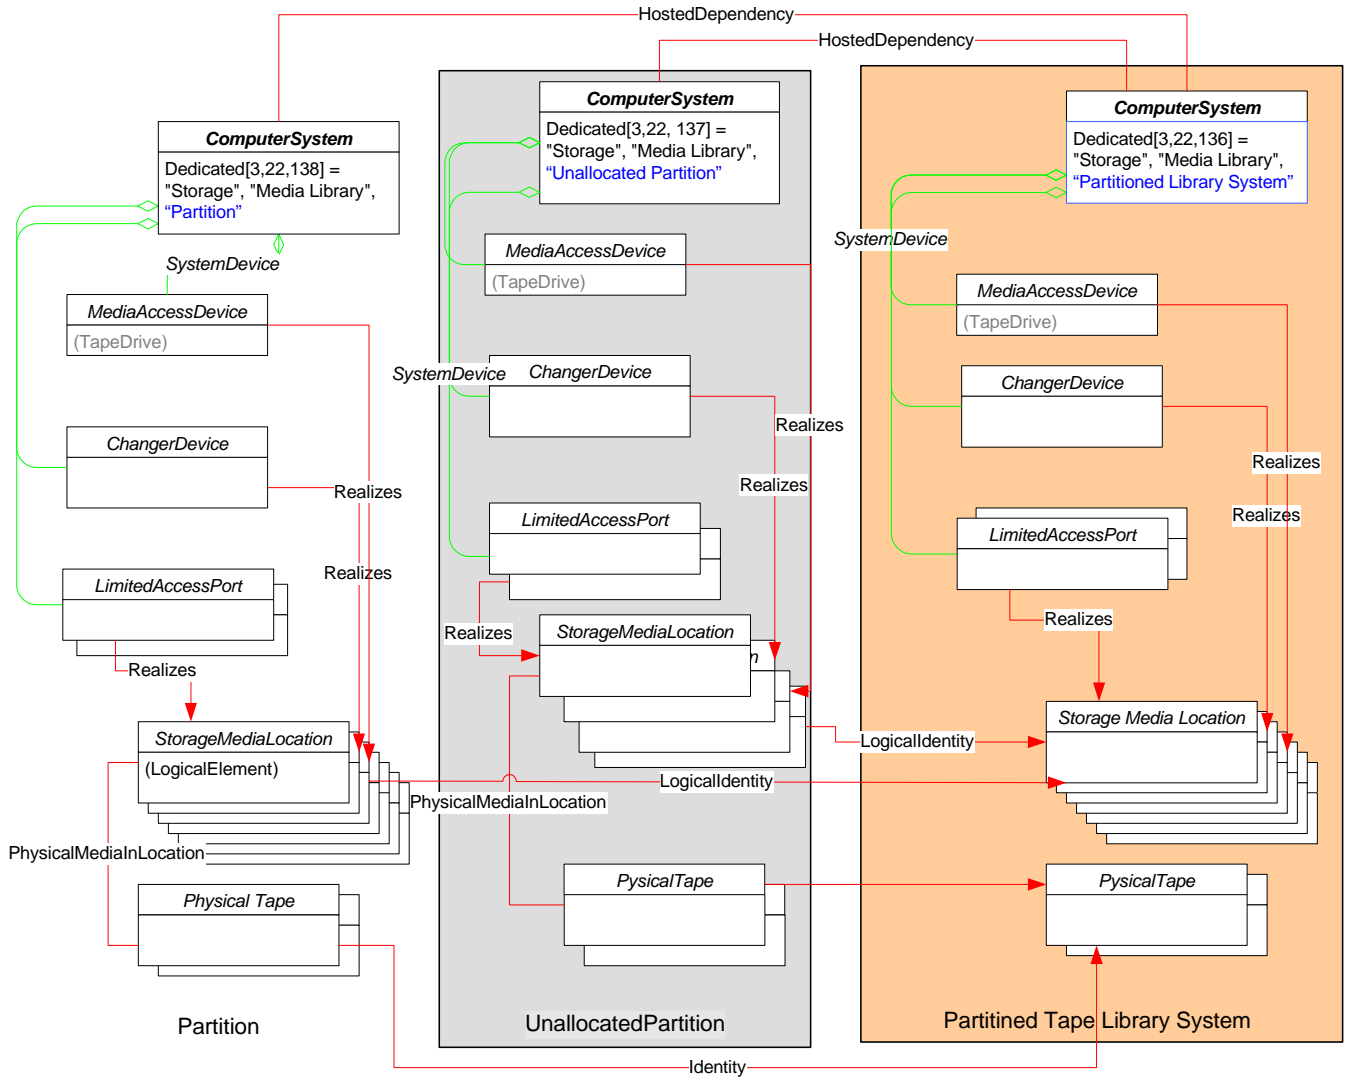 HostedDependency
HostedDependency
ComputerSystem
Dedicated[3,22,138] =
"Storage", "Media Library",
“Partition”
SystemDevice
MediaAccessDevice
(TapeDrive)
ChangerDevice
Realizes
Realizes
LimitedAccessPort
Realizes
StorageMediaLocation
(LogicalElement)
PhysicalMediaInLocation
Physical Tape
Partition
ComputerSystem
Dedicated[3,22, 137] =
"Storage", "Media Library",
“Unallocated Partition”
MediaAccessDevice
(TapeDrive)
SystemDevice
ChangerDevice
Realizes
Realizes
LimitedAccessPort
Realizes
StorageMediaLocation
n
LogicalIdentity
LogicalIdentity
PhysicalMediaInLocation
PysicalTape
UnallocatedPartition
ComputerSystem
Dedicated[3,22,136] =
"Storage", "Media Library",
“Partitioned Library System”
SystemDevice
MediaAccessDevice
(TapeDrive)
ChangerDevice
Realizes
Realizes
LimitedAccessPort
Realizes
Storage Media Location
PysicalTape
Partitined Tape Library System
Identity